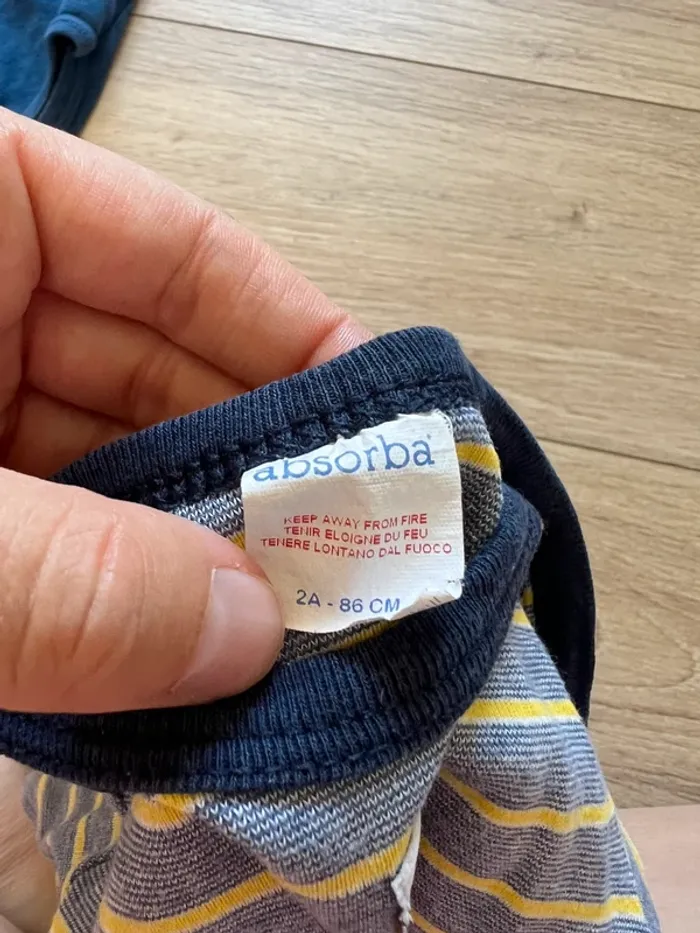 absorba
KEEP AWAY FROM FIRE
TENIR ELOIGNE DU FEU
TENERE LONTANO DAL FUOCO
2A - 86 CM